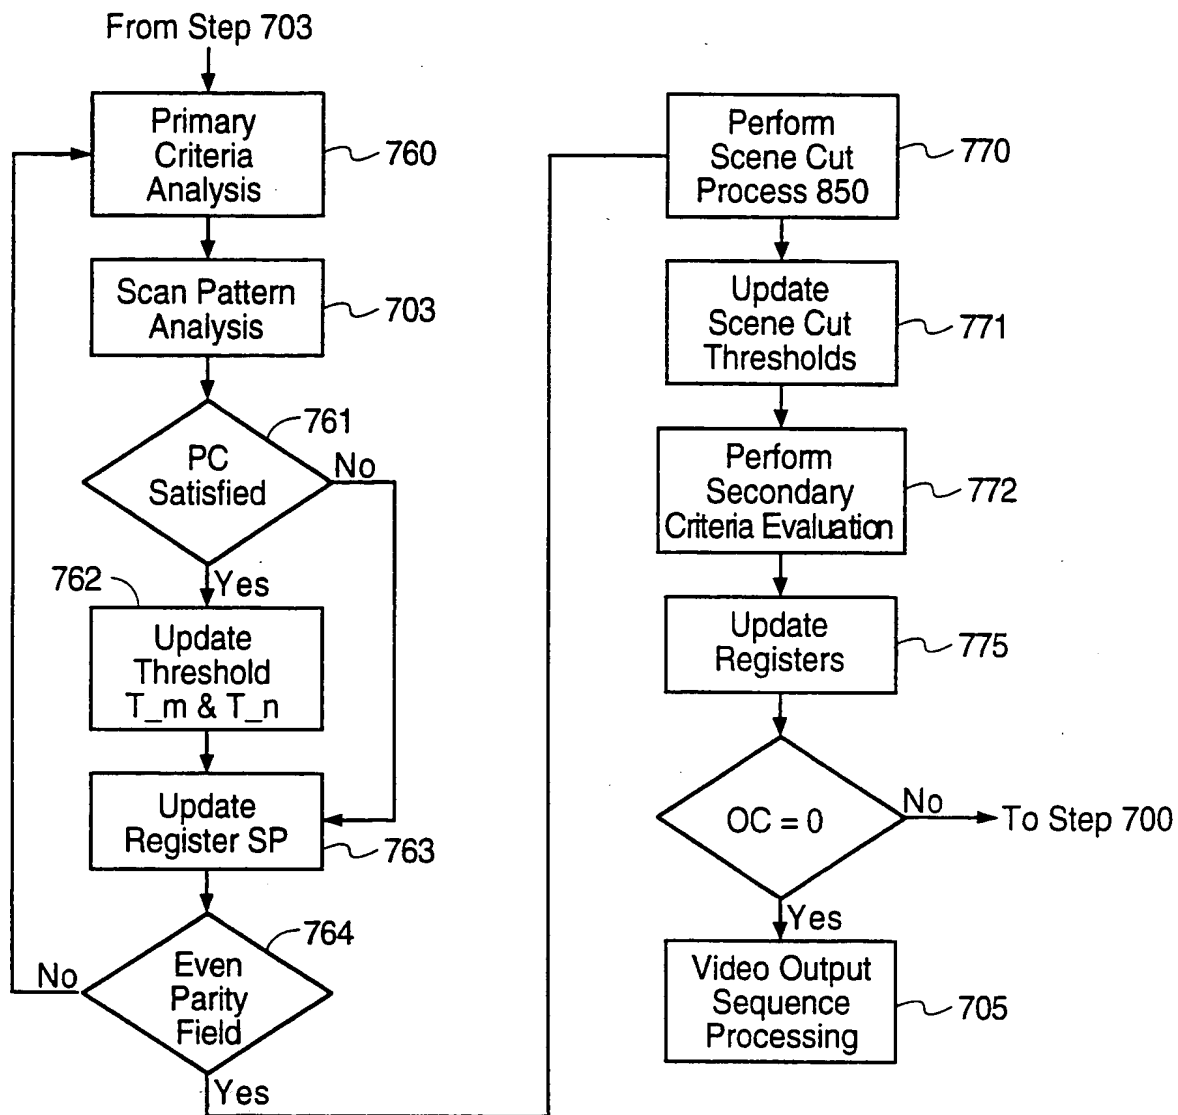 From Step 703
Primary
Criteria
Analysis
760
Scan Pattern
Analysis
703
761
PC
Satisfied
No
Yes
762
Update
Threshold
T_m & T_n
Update
Register SP
763
764
Even
Parity
Field
No
Yes
Perform
Scene Cut
Process 850
770
Update
Scene Cut
Thresholds
771
Perform
Secondary
Criteria Evaluation
772
Update
Registers
775
OC = 0
No
To Step 700
Yes
Video Output
Sequence
Processing
705